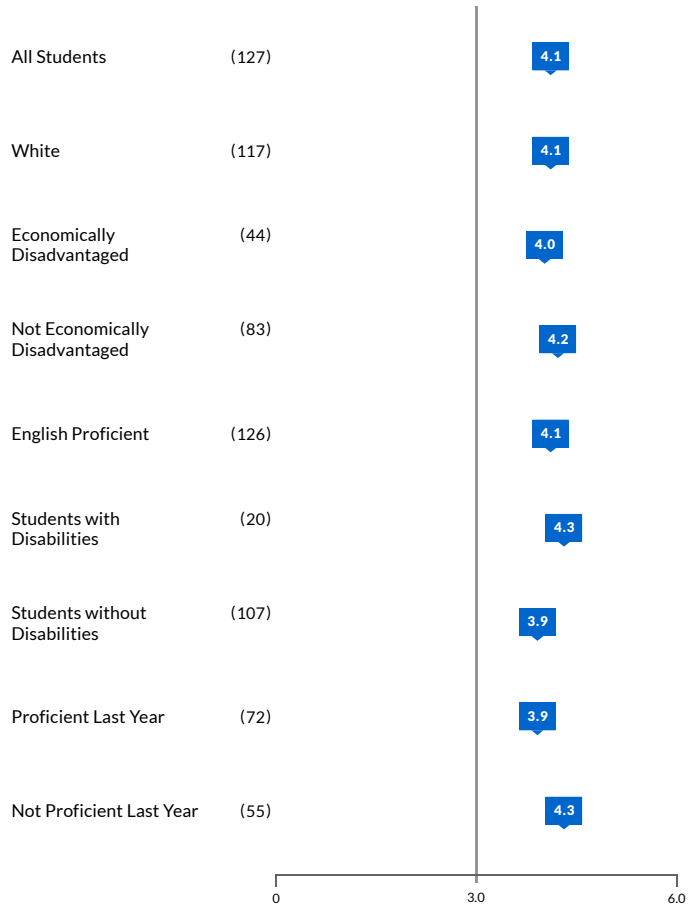 All Students (127) 4.1
White (117) 4.1
Economically (44)
Disadvantaged 4.0
Not Economically (83)
Disadvantaged 4.2
English Proficient (126) 4.1
Students with (20)
Disabilities 4.3
Students without (107)
Disabilities 3.9
Proficient Last Year (72) 3.9
Not Proficient Last Year (55) 4.3
0 3.0 6.0